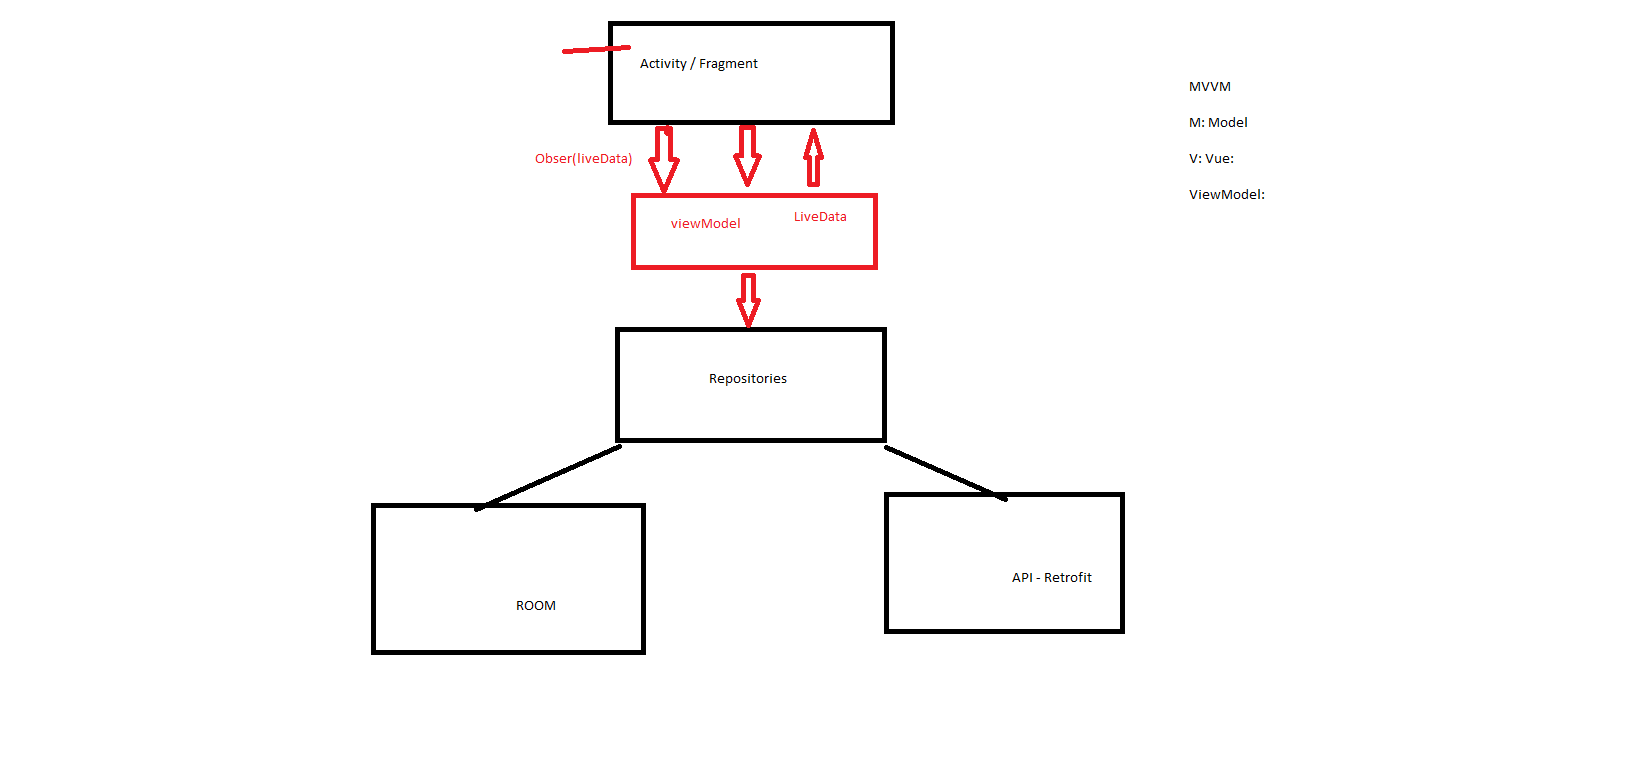 Activity / Fragment
MVVM
M: Model
V: Vue:
ViewModel:
Obser(liveData)
viewModel
LiveData
Repositories
ROOM
API - Retrofit